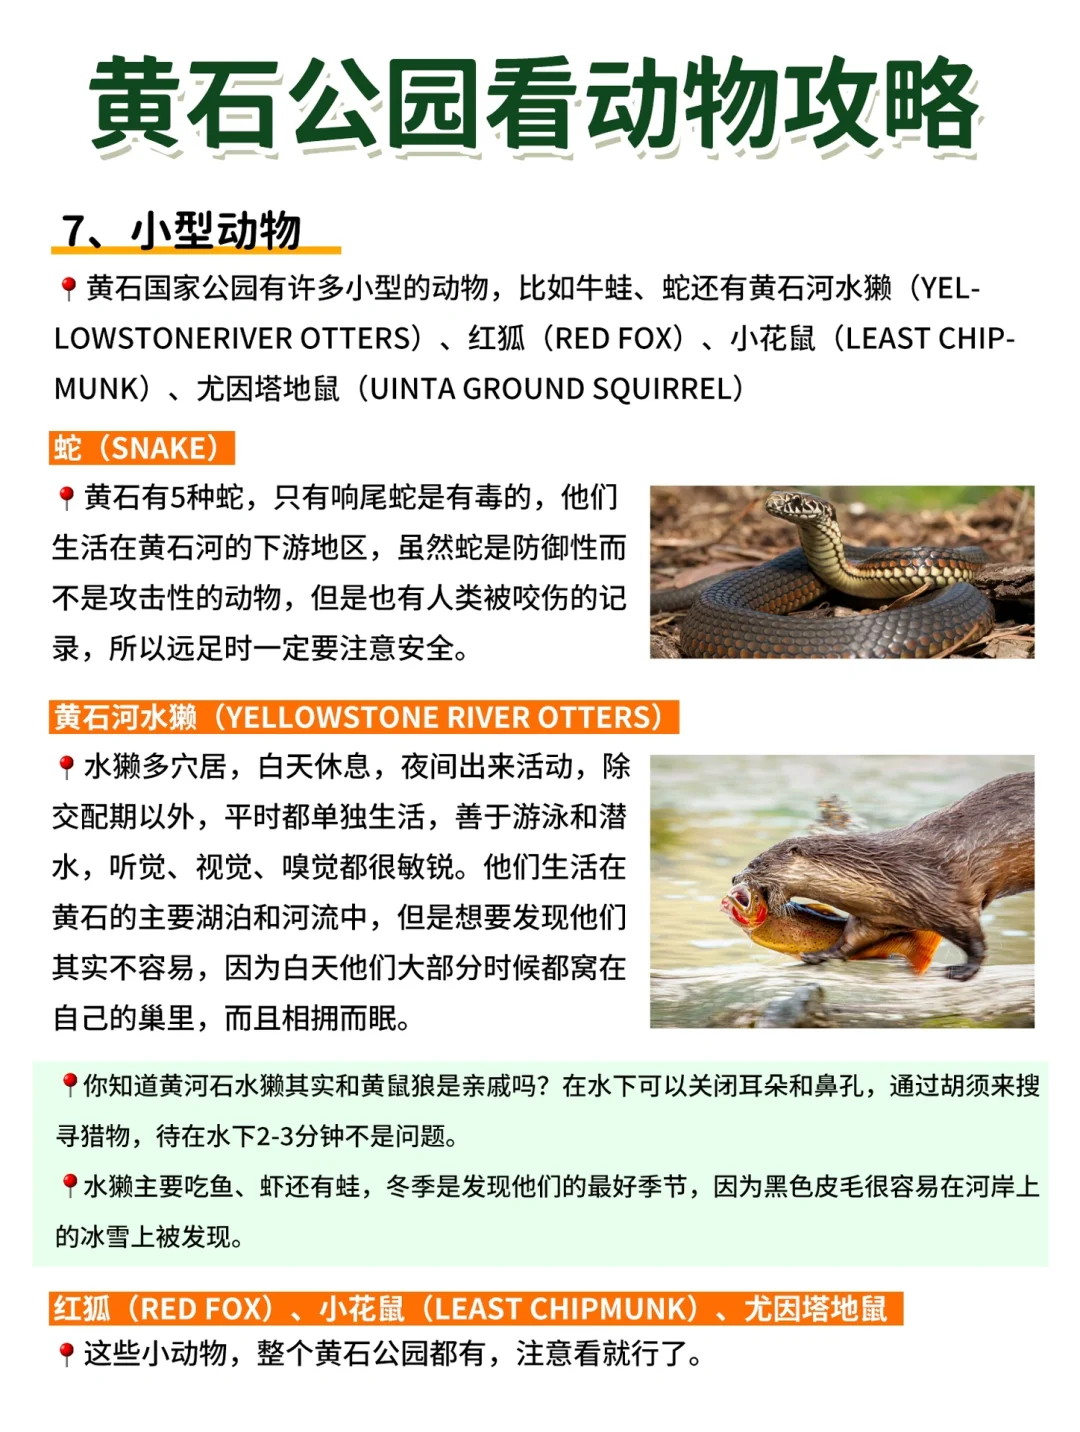 黄石公园看动物攻略
7、小型动物
黄石国家公园有许多小型的动物，比如牛蛙、蛇还有黄石河水獭（YEL-
LOWSTONERIVER OTTERS）、红狐（RED FOX）、小花鼠（LEAST CHIP-
MUNK）、尤因塔地鼠（UINTA GROUND SQUIRREL）
蛇（SNAKE）
黄石有5种蛇，只有响尾蛇是有毒的，他们
生活在黄石河的下游地区，虽然蛇是防御性而
不是攻击性的动物，但是也有人类被咬伤的记
录，所以远足时一定要注意安全。
黄石河水獭（YELLOWSTONE RIVER OTTERS）
水獭多穴居，白天休息，夜间出来活动，除
交配期以外，平时都单独生活，善于游泳和潜
水，听觉、视觉、嗅觉都很敏锐。他们生活在
黄石的主要湖泊和河流中，但是想要发现他们
其实不容易，因为白天他们大部分时候都窝在
自己的巢里，而且相拥而眠。
你知道黄河石水獭其实和黄鼠狼是亲戚吗？在水下可以关闭耳朵和鼻孔，通过胡须来搜
寻猎物，待在水下2-3分钟不是问题。
水獭主要吃鱼、虾还有蛙，冬季是发现他们的最好季节，因为黑色皮毛很容易在河岸上
的冰雪上被发现。
红狐（RED FOX）、小花鼠（LEAST CHIPMUNK）、尤因塔地鼠
这些小动物，整个黄石公园都有，注意看就行了。